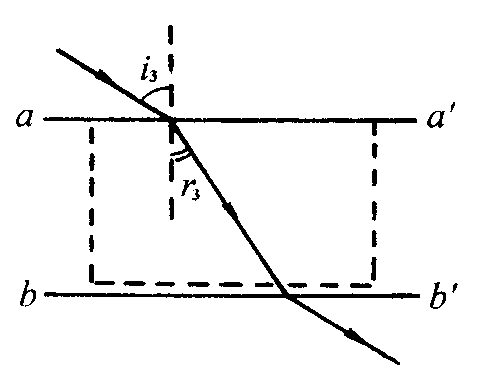 i₃
a a′
r₃
b b′